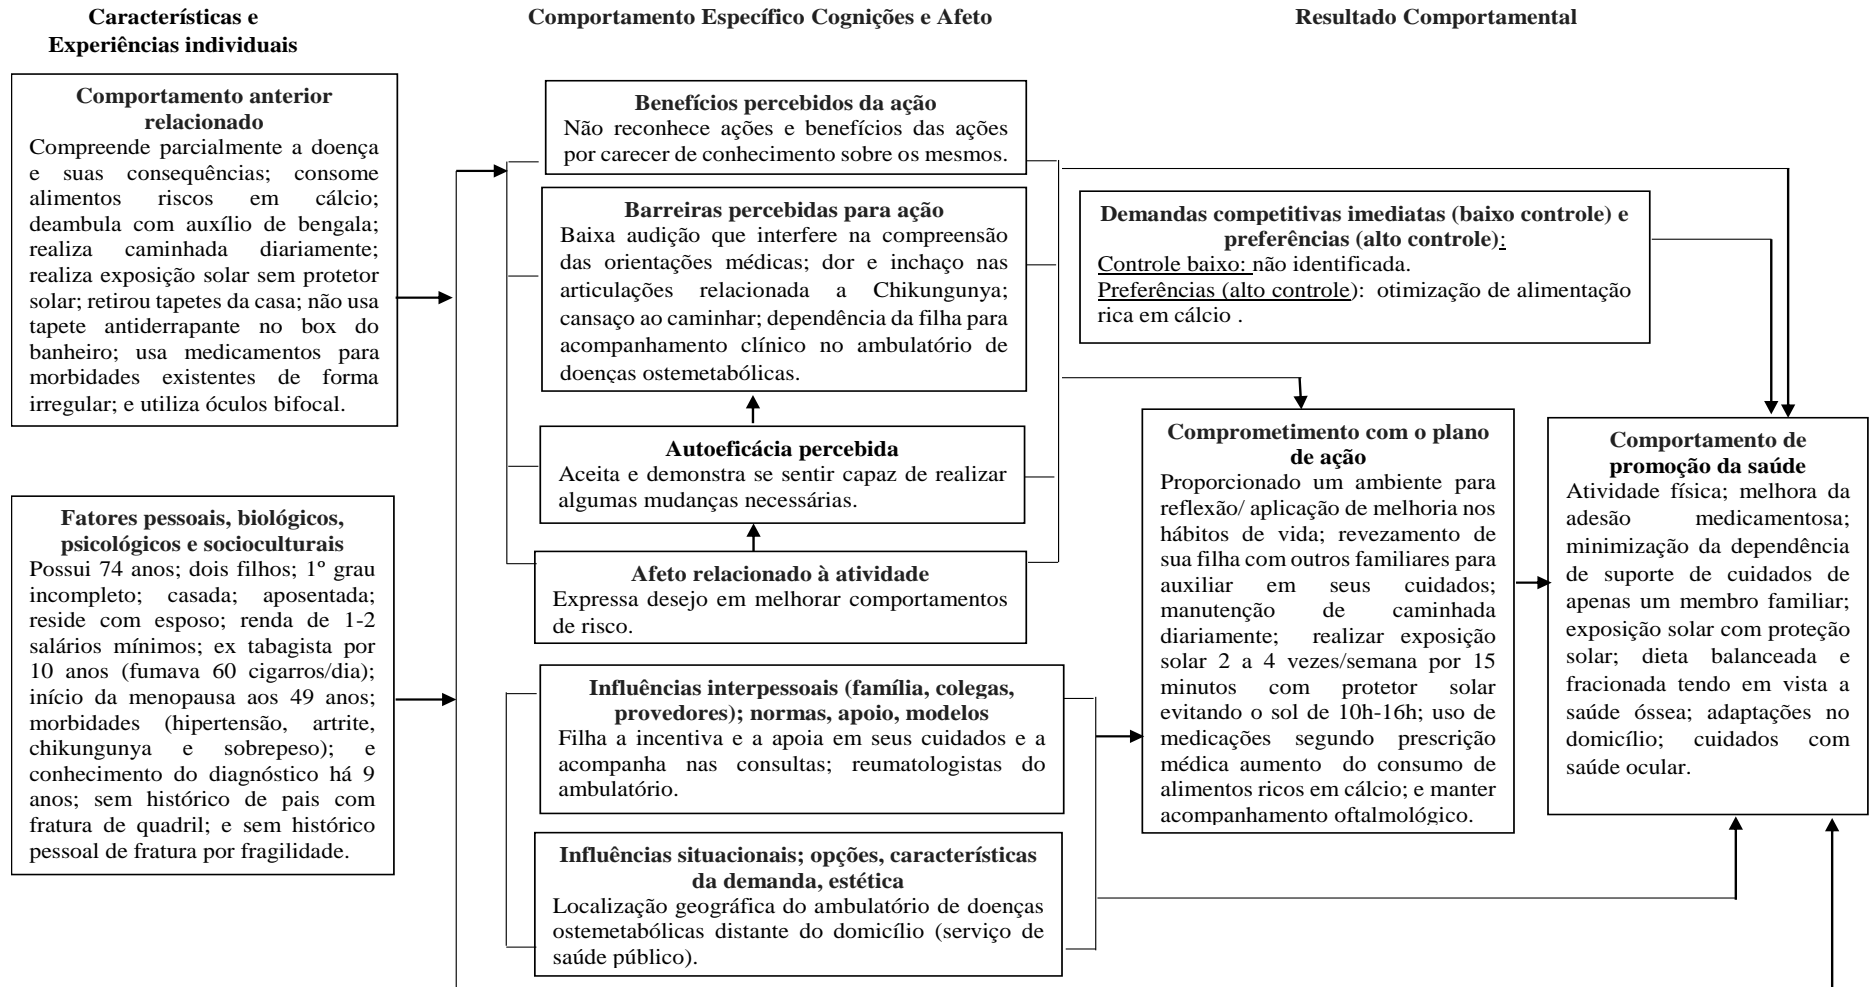 Características e
Experiências individuais
Comportamento anterior
relacionado
Compreende parcialmente a doença
e suas consequências; consome
alimentos riscos em cálcio;
deambula com auxílio de bengala;
realiza caminhada diariamente;
realiza exposição solar sem protetor
solar; retirou tapetes da casa; não usa
tapete antiderrapante no box do
banheiro; usa medicamentos para
morbidades existentes de forma
irregular; e utiliza óculos bifocal.
Fatores pessoais, biológicos,
psicológicos e socioculturais
Possui 74 anos; dois filhos; 1º grau
incompleto; casada; aposentada;
reside com esposo; renda de 1-2
salários mínimos; ex tabagista por
10 anos (fumava 60 cigarros/dia);
início da menopausa aos 49 anos;
morbidades (hipertensão, artrite,
chikungunya e sobrepeso); e
conhecimento do diagnóstico há 9
anos; sem histórico de pais com
fratura de quadril; e sem histórico
pessoal de fratura por fragilidade.
Comportamento Específico Cognições e Afeto
Benefícios percebidos da ação
Não reconhece ações e benefícios das ações
por carecer de conhecimento sobre os mesmos.
Barreiras percebidas para ação
Baixa audição que interfere na compreensão
das orientações médicas; dor e inchaço nas
articulações relacionada a Chikungunya;
cansaço ao caminhar; dependência da filha para
acompanhamento clínico no ambulatório de
doenças ostemetabólicas.
Autoeficácia percebida
Aceita e demonstra se sentir capaz de realizar
algumas mudanças necessárias.
Afeto relacionado à atividade
Expressa desejo em melhorar comportamentos
de risco.
Influências interpessoais (família, colegas,
provedores); normas, apoio, modelos
Filha a incentiva e a apoia em seus cuidados e a
acompanha nas consultas; reumatologistas do
ambulatório.
Influências situacionais; opções, características
da demanda, estética
Localização geográfica do ambulatório de doenças
ostemetabólicas distante do domicílio (serviço de
saúde público).
Resultado Comportamental
Demandas competitivas imediatas (baixo controle) e
preferências (alto controle):
Controle baixo: não identificada.
Preferências (alto controle): otimização de alimentação
rica em cálcio .
Comprometimento com o plano
de ação
Proporcionado um ambiente para
reflexão/ aplicação de melhoria nos
hábitos de vida; revezamento de
sua filha com outros familiares para
auxiliar em seus cuidados;
manutenção de caminhada
diariamente; realizar exposição
solar 2 a 4 vezes/semana por 15
minutos com protetor solar
evitando o sol de 10h-16h; uso de
medicações segundo prescrição
médica aumento do consumo de
alimentos ricos em cálcio; e manter
acompanhamento oftalmológico.
Comportamento de
promoção da saúde
Atividade física; melhora da
adesão medicamentosa;
minimização da dependência
de suporte de cuidados de
apenas um membro familiar;
exposição solar com proteção
solar; dieta balanceada e
fracionada tendo em vista a
saúde óssea; adaptações no
domicílio; cuidados com
saúde ocular.